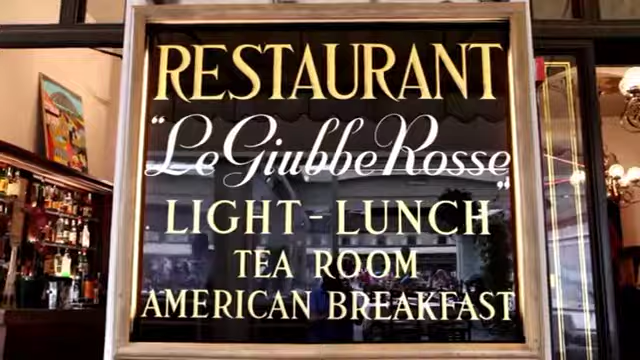 RESTAURANT
"Le Giubbe Rosse"
LIGHT-LUNCH
TEA ROOM
AMERICAN BREAKFAST